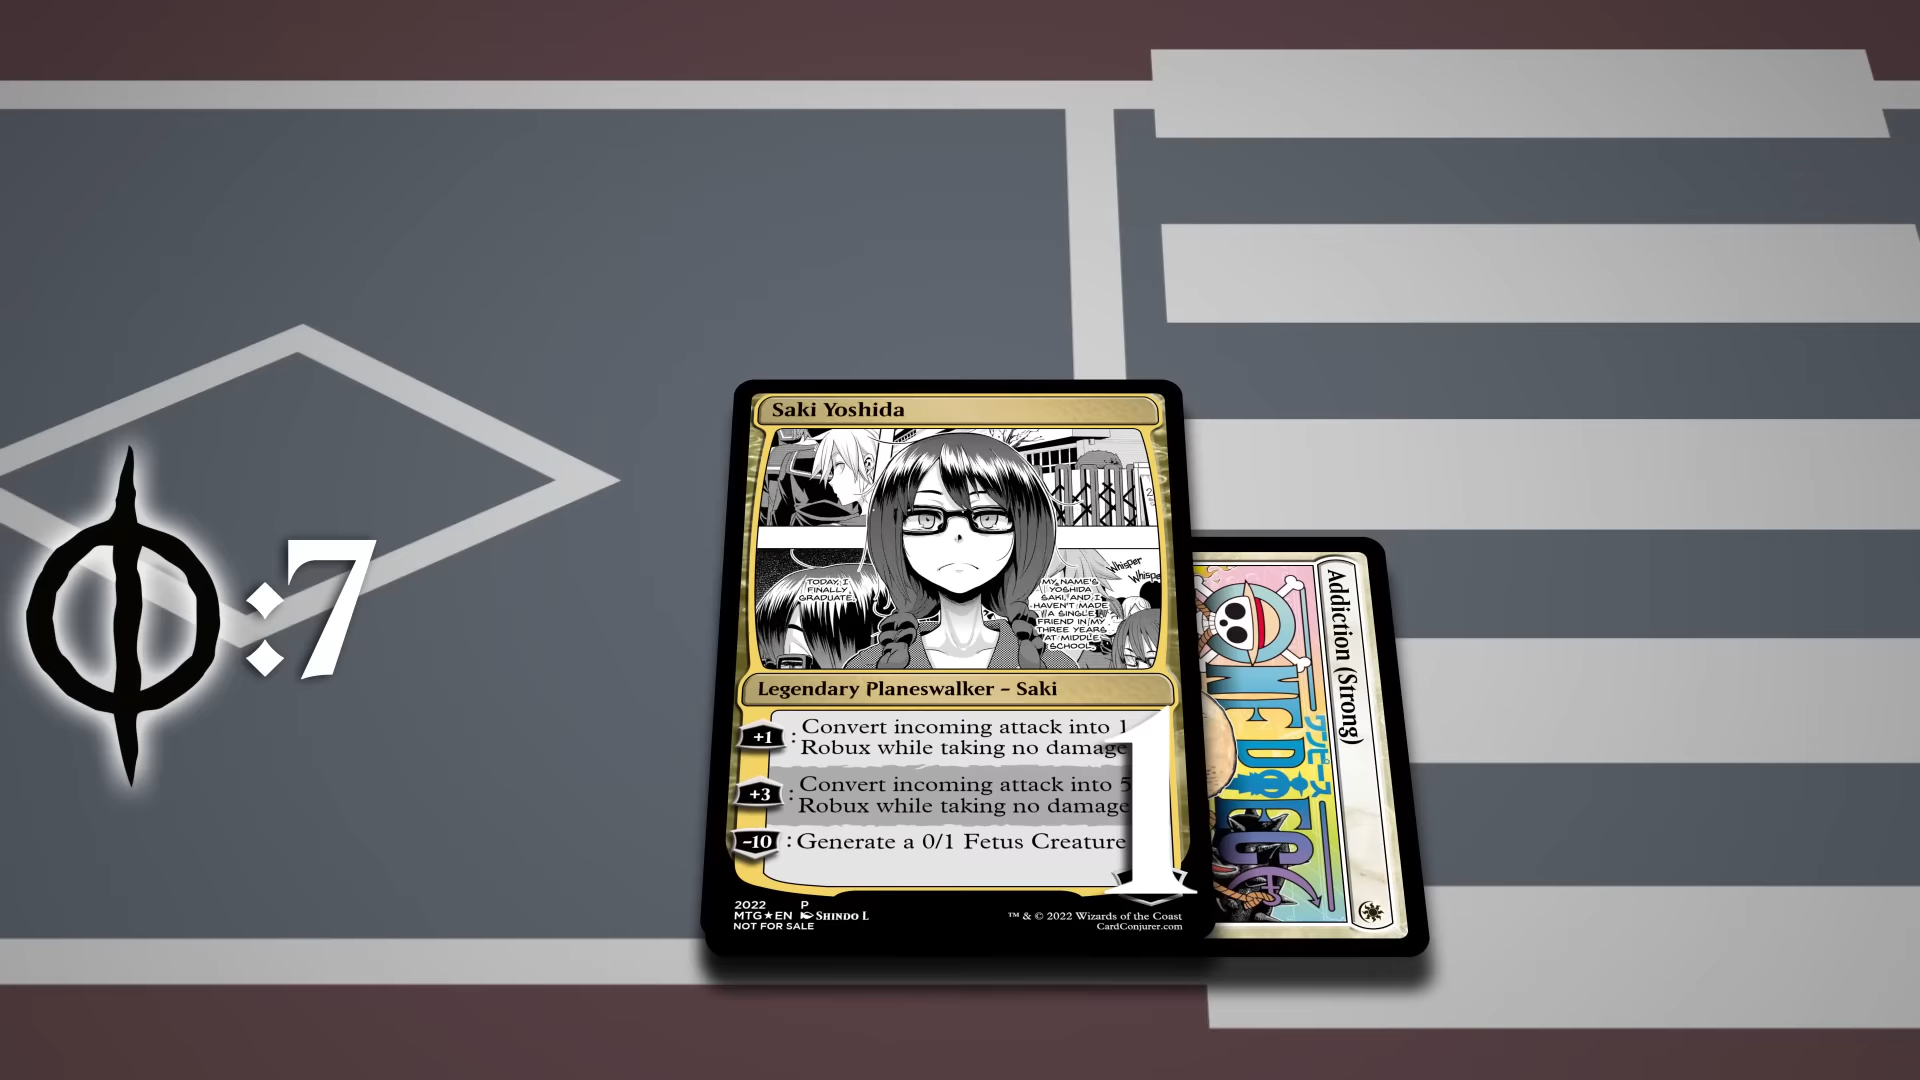 :7
Saki Yoshida
2
Whisper
Whispe
TODAY, I
FINALLY
GRADUATE.
MY NAME'S
YOSHIDA
SAKI, AND I
HAVEN'T MADE
A SINGLE
FRIEND IN MY
THREE YEARS
AT MIDDLE
SCHOOL.
Legendary Planeswalker – Saki
+1 : Convert incoming attack into 1
Robux while taking no damage
+3 : Convert incoming attack into 5
Robux while taking no damage
-10 : Generate a 0/1 Fetus Creature
1
2022 P
MTG★EN SHINDO L
NOT FOR SALE
™ & © 2022 Wizards of the Coast
CardConjurer.com
Addiction (Strong)
ワンピース
ONE PIECE